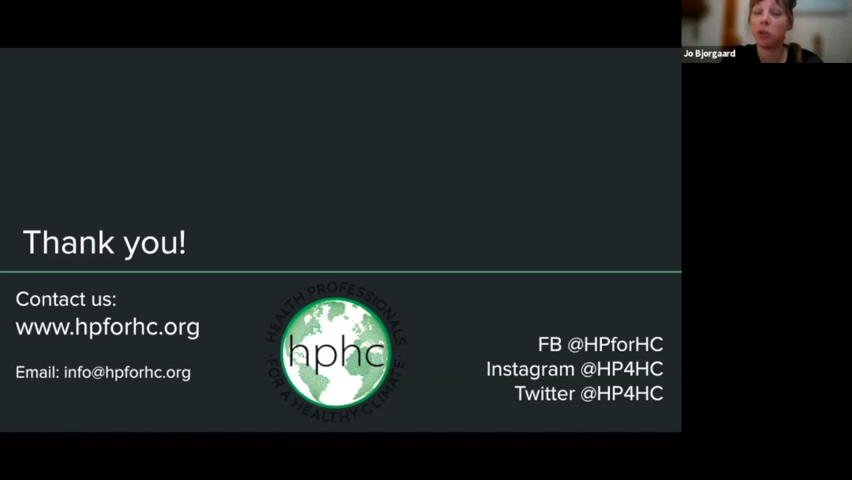 Jo Bjorgaard
Thank you!
Contact us:
www.hpforhc.org
Email: info@hpforhc.org
HEALTH PROFESSIONALS
hphc
FOR A HEALTHY CLIMATE
FB @HPforHC
Instagram @HP4HC
Twitter @HP4HC